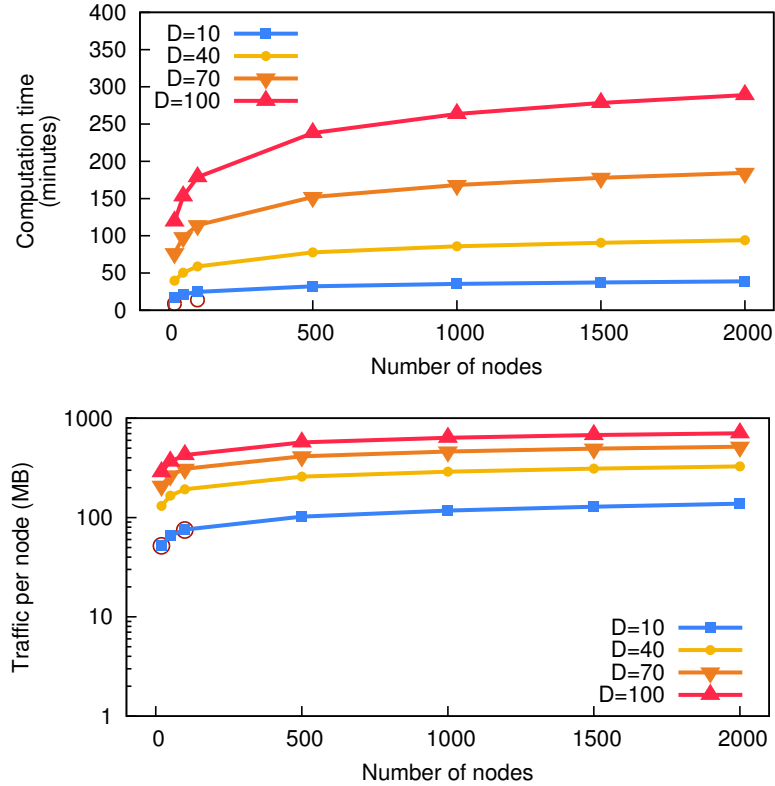 400
350
300
250
200
150
100
50
0
Computation time
(minutes)
D=10
D=40
D=70
D=100
0 500 1000 1500 2000
Number of nodes
1000
100
10
1
Traffic per node (MB)
D=10
D=40
D=70
D=100
0 500 1000 1500 2000
Number of nodes